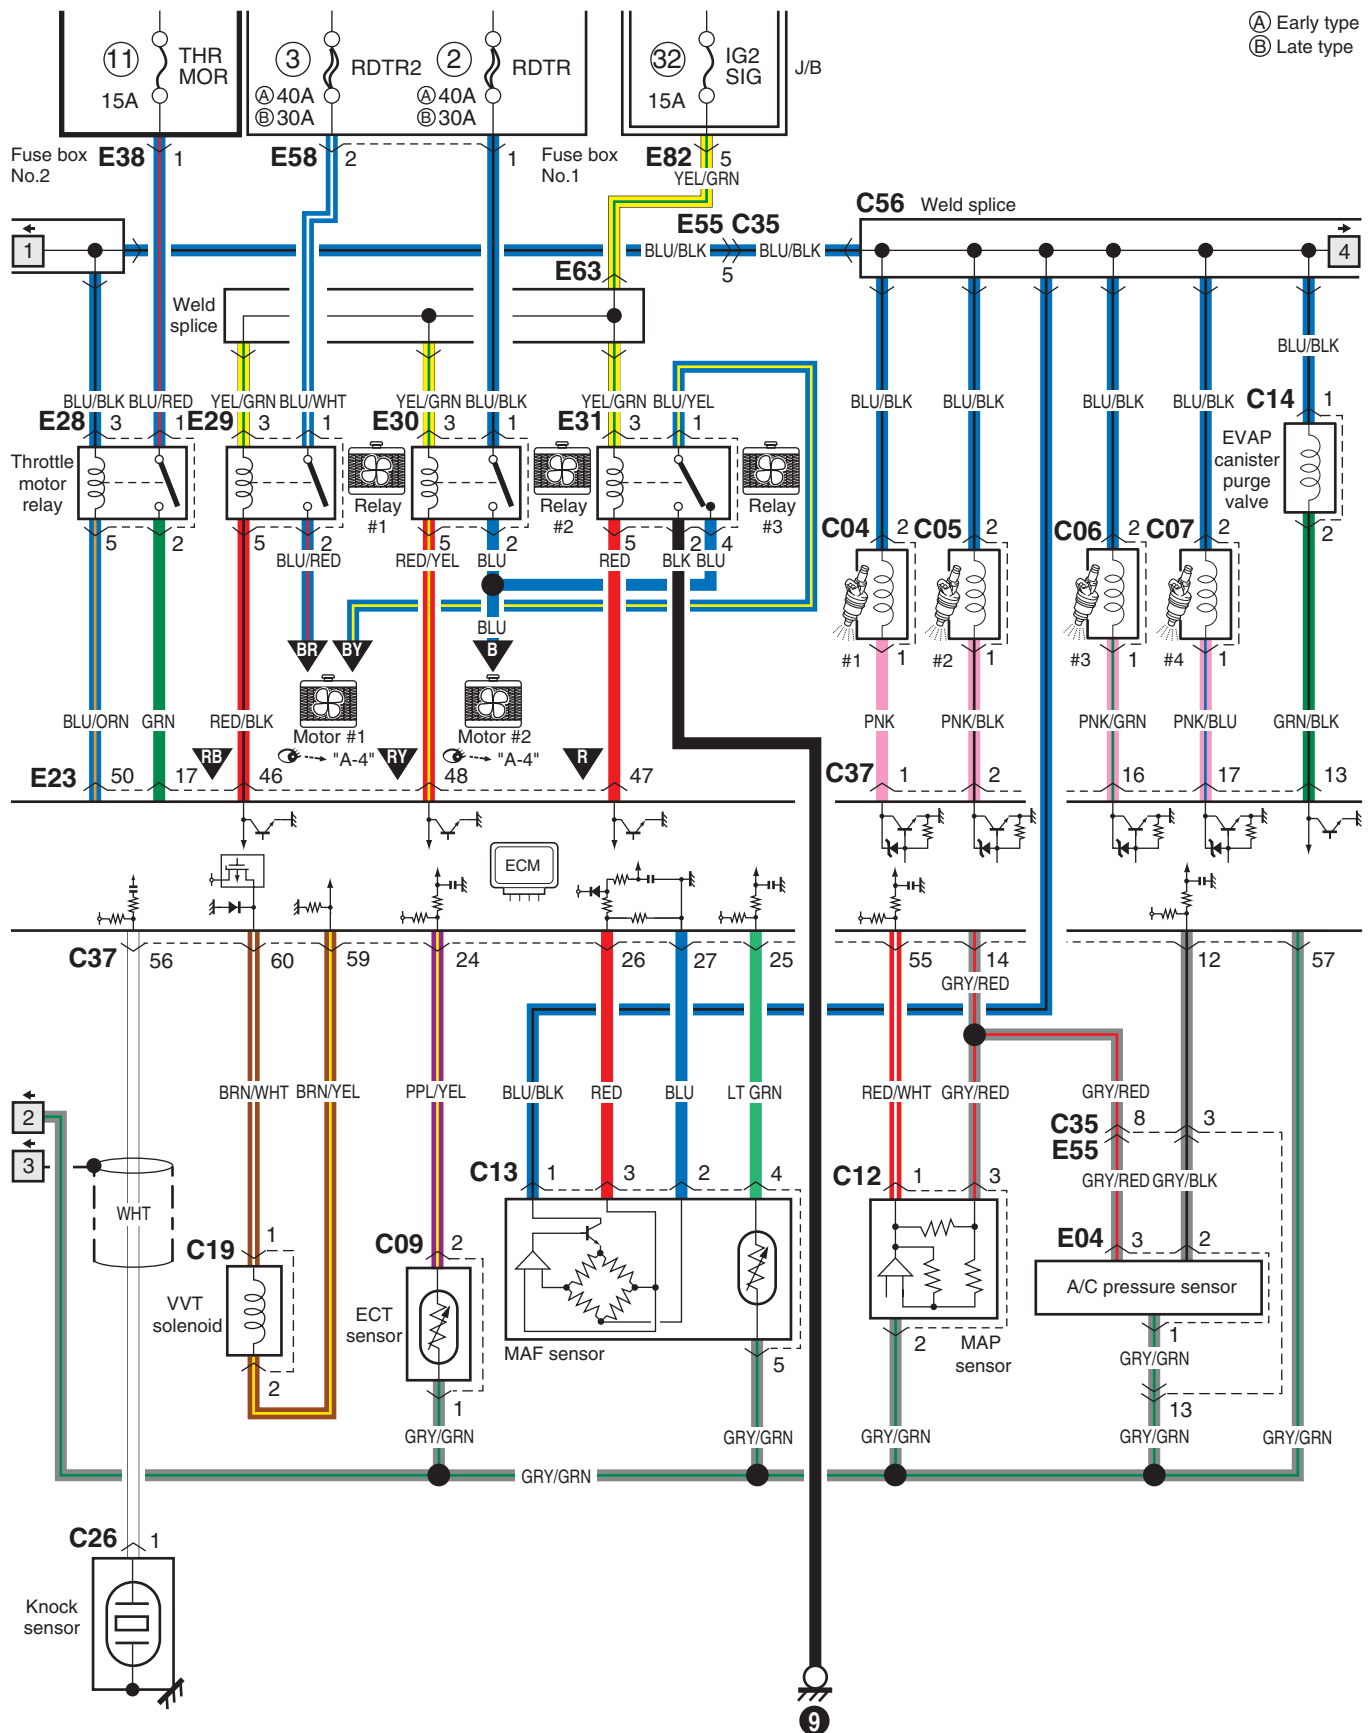 Ⓐ Early type
Ⓑ Late type
11 THR MOR 15A
3 RDTR2 Ⓐ 40A Ⓑ 30A
2 RDTR Ⓐ 40A Ⓑ 30A
32 IG2 SIG 15A J/B
Fuse box No.2 E38 1
E58 2 1 Fuse box No.1
E82 5
YEL/GRN
C56 Weld splice
1 BLU/BLK E55 C35 5 BLU/BLK 4
E63
Weld splice
BLU/BLK
BLU/BLK BLU/RED YEL/GRN BLU/WHT YEL/GRN BLU/BLK YEL/GRN BLU/YEL BLU/BLK BLU/BLK BLU/BLK BLU/BLK
E28 3 1 E29 3 1 E30 3 1 E31 3 1 C14 1
Throttle motor relay
Relay #1
Relay #2
Relay #3
EVAP canister purge valve
5 2 5 2 5 2 5 2 4 2
BLU/RED RED/YEL BLU RED BLK BLU
C04 2 C05 2 C06 2 C07 2
BLU
#1 1 #2 1 #3 1 #4 1
BR BY B
BLU/ORN GRN RED/BLK PNK PNK/BLK PNK/GRN PNK/BLU GRN/BLK
Motor #1
"A-4"
Motor #2
"A-4"
RB RY R
E23 50 17 46 48 47 C37 1 2 16 17 13
ECM
C37 56 60 59 24 26 27 25 55 14 12 57
GRY/RED
BRN/WHT BRN/YEL PPL/YEL BLU/BLK RED BLU LT GRN RED/WHT GRY/RED GRY/RED
2
3
C35 8 3
E55
GRY/RED GRY/BLK
WHT
C13 1 3 2 4 C12 1 3
C19 1 C09 2 E04 3 2
VVT solenoid
ECT sensor
MAF sensor
MAP sensor
A/C pressure sensor
2 1 5 2 1
GRY/GRN
13
GRY/GRN GRY/GRN GRY/GRN GRY/GRN GRY/GRN
GRY/GRN
C26 1
Knock sensor
9